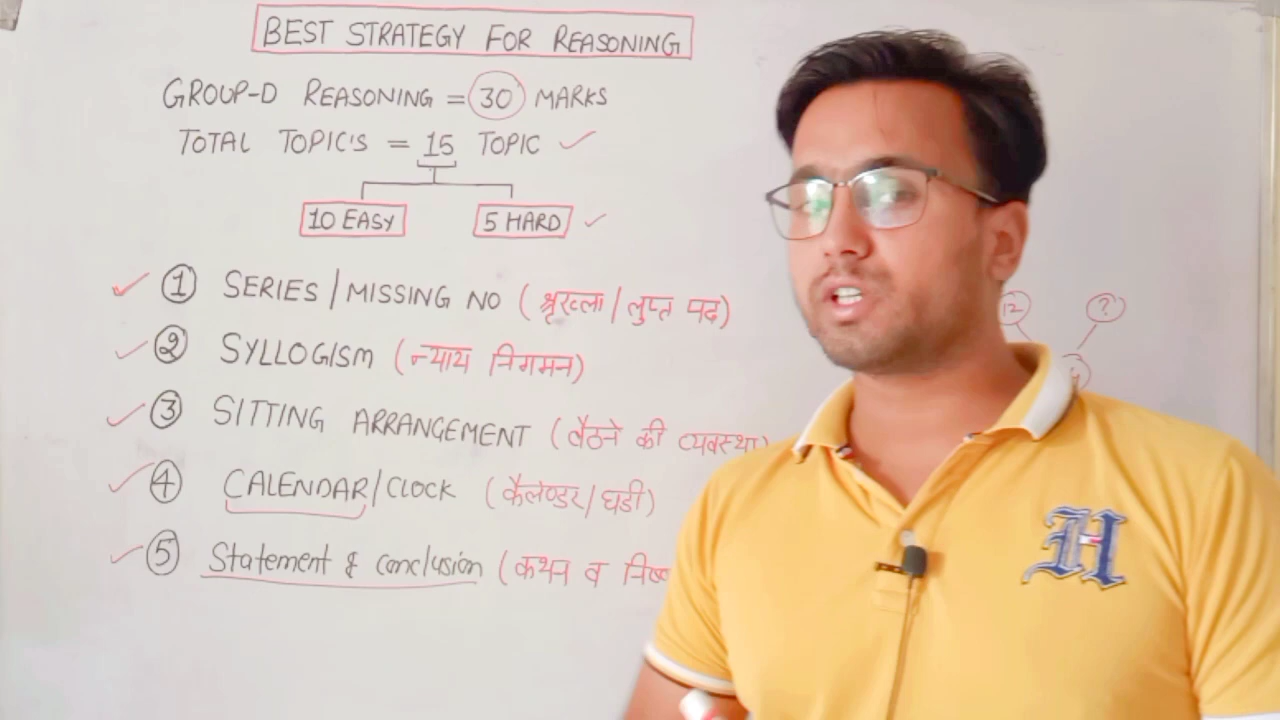 BEST STRATEGY FOR REASONING
GROUP-D REASONING = 30 MARKS
TOTAL TOPIC'S = 15 TOPIC
10 EASY 5 HARD
① SERIES/MISSING NO (श्रृखला/लुप्त पद)
② SYLLOGISM (न्याय निगमन)
③ SITTING ARRANGEMENT (बैठने की व्यवस्था)
④ CALENDAR/CLOCK (कैलेण्डर/घडी)
⑤ Statement & conclusion (कथन व
12 ?
H